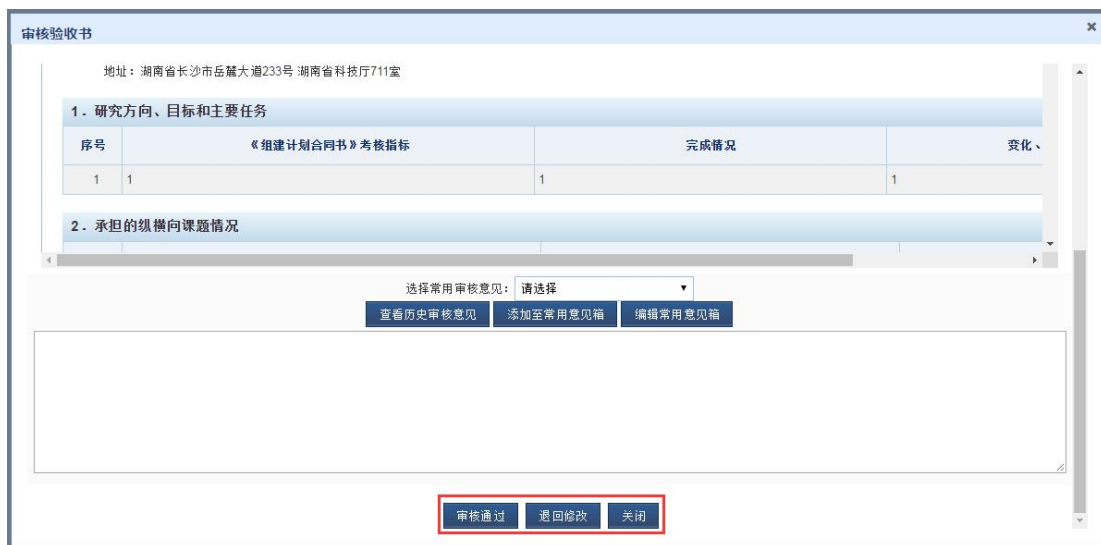 审核验收书
地址：湖南省长沙市岳麓大道233号 湖南省科技厅711室
1．研究方向、目标和主要任务
序号 《组建计划合同书》考核指标 完成情况 变化、
1 1 1 1
2．承担的纵横向课题情况
选择常用审核意见： 请选择
查看历史审核意见 添加至常用意见箱 编辑常用意见箱
审核通过 退回修改 关闭